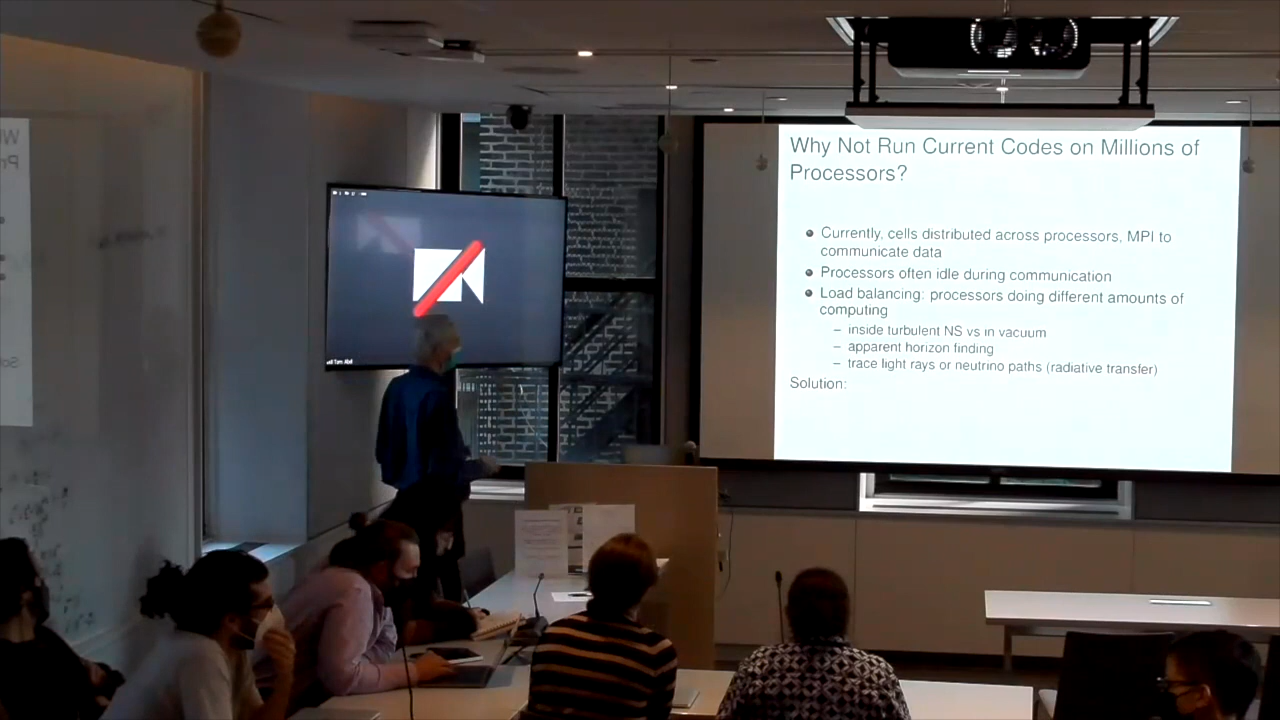 Why Not Run Current Codes on Millions of
Processors?
Currently, cells distributed across processors, MPI to
communicate data
Processors often idle during communication
Load balancing: processors doing different amounts of
computing
– inside turbulent NS vs in vacuum
– apparent horizon finding
– trace light rays or neutrino paths (radiative transfer)
Solution: